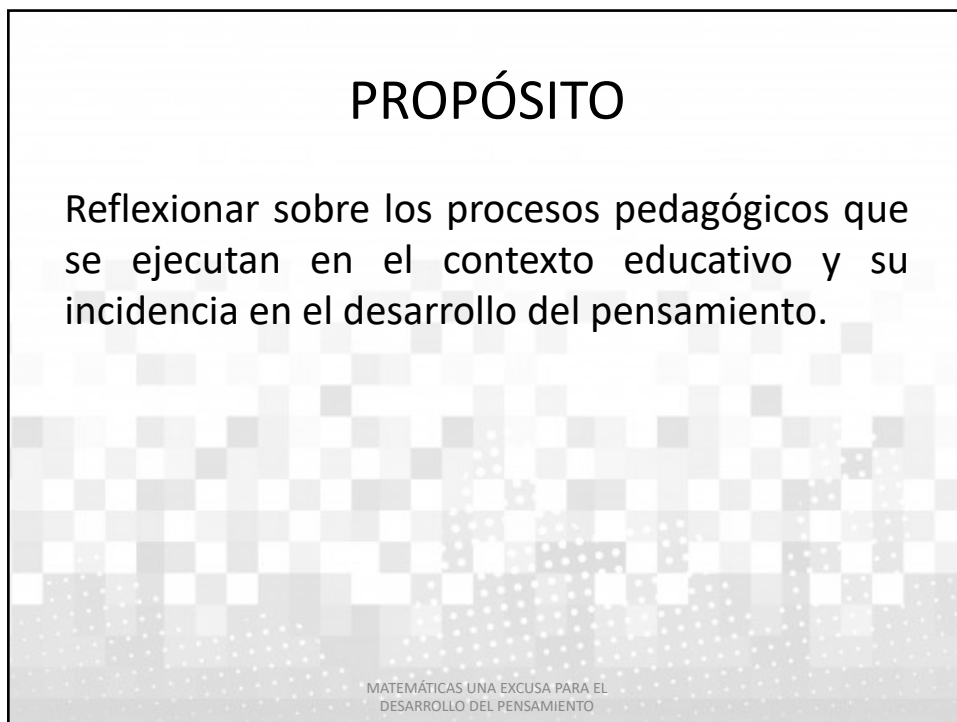 PROPÓSITO
Reflexionar sobre los procesos pedagógicos que
se ejecutan en el contexto educativo y su
incidencia en el desarrollo del pensamiento.
MATEMÁTICAS UNA EXCUSA PARA EL
DESARROLLO DEL PENSAMIENTO